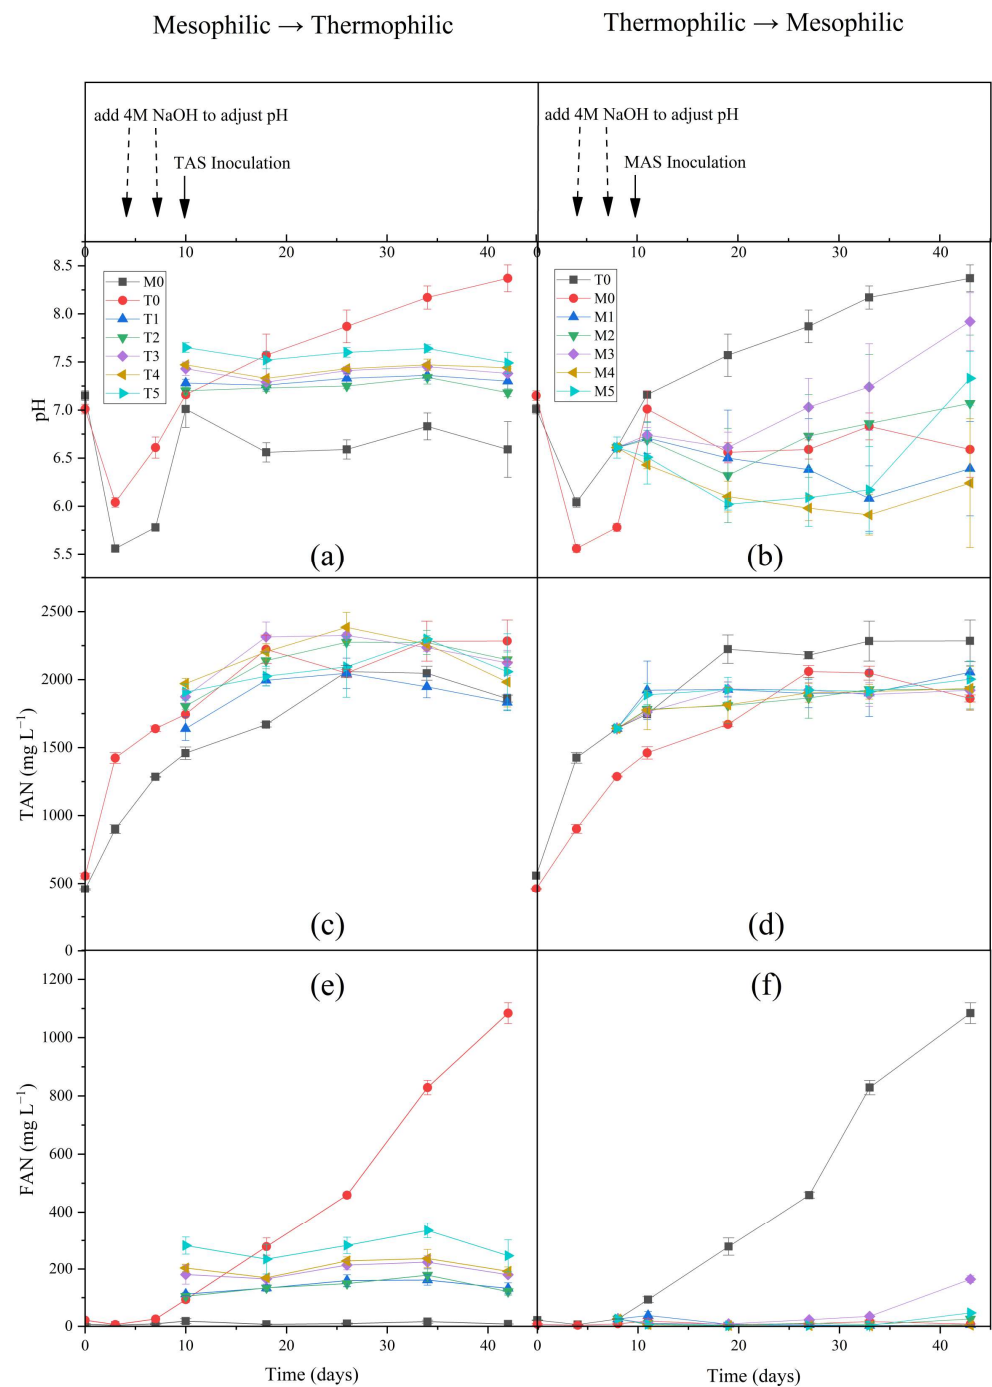 Mesophilic → Thermophilic
Thermophilic → Mesophilic
add 4M NaOH to adjust pH
TAS Inoculation
add 4M NaOH to adjust pH
MAS Inoculation
0 10 20 30 40
0 10 20 30 40
8.5
8.0
7.5
7.0
6.5
6.0
5.5
pH
M0
T0
T1
T2
T3
T4
T5
(a)
T0
M0
M1
M2
M3
M4
M5
(b)
2500
2000
1500
1000
500
0
TAN (mg L⁻¹)
(c)
(d)
1200
1000
800
600
400
200
0
FAN (mg L⁻¹)
(e)
(f)
0 10 20 30 40
0 10 20 30 40
Time (days)
Time (days)